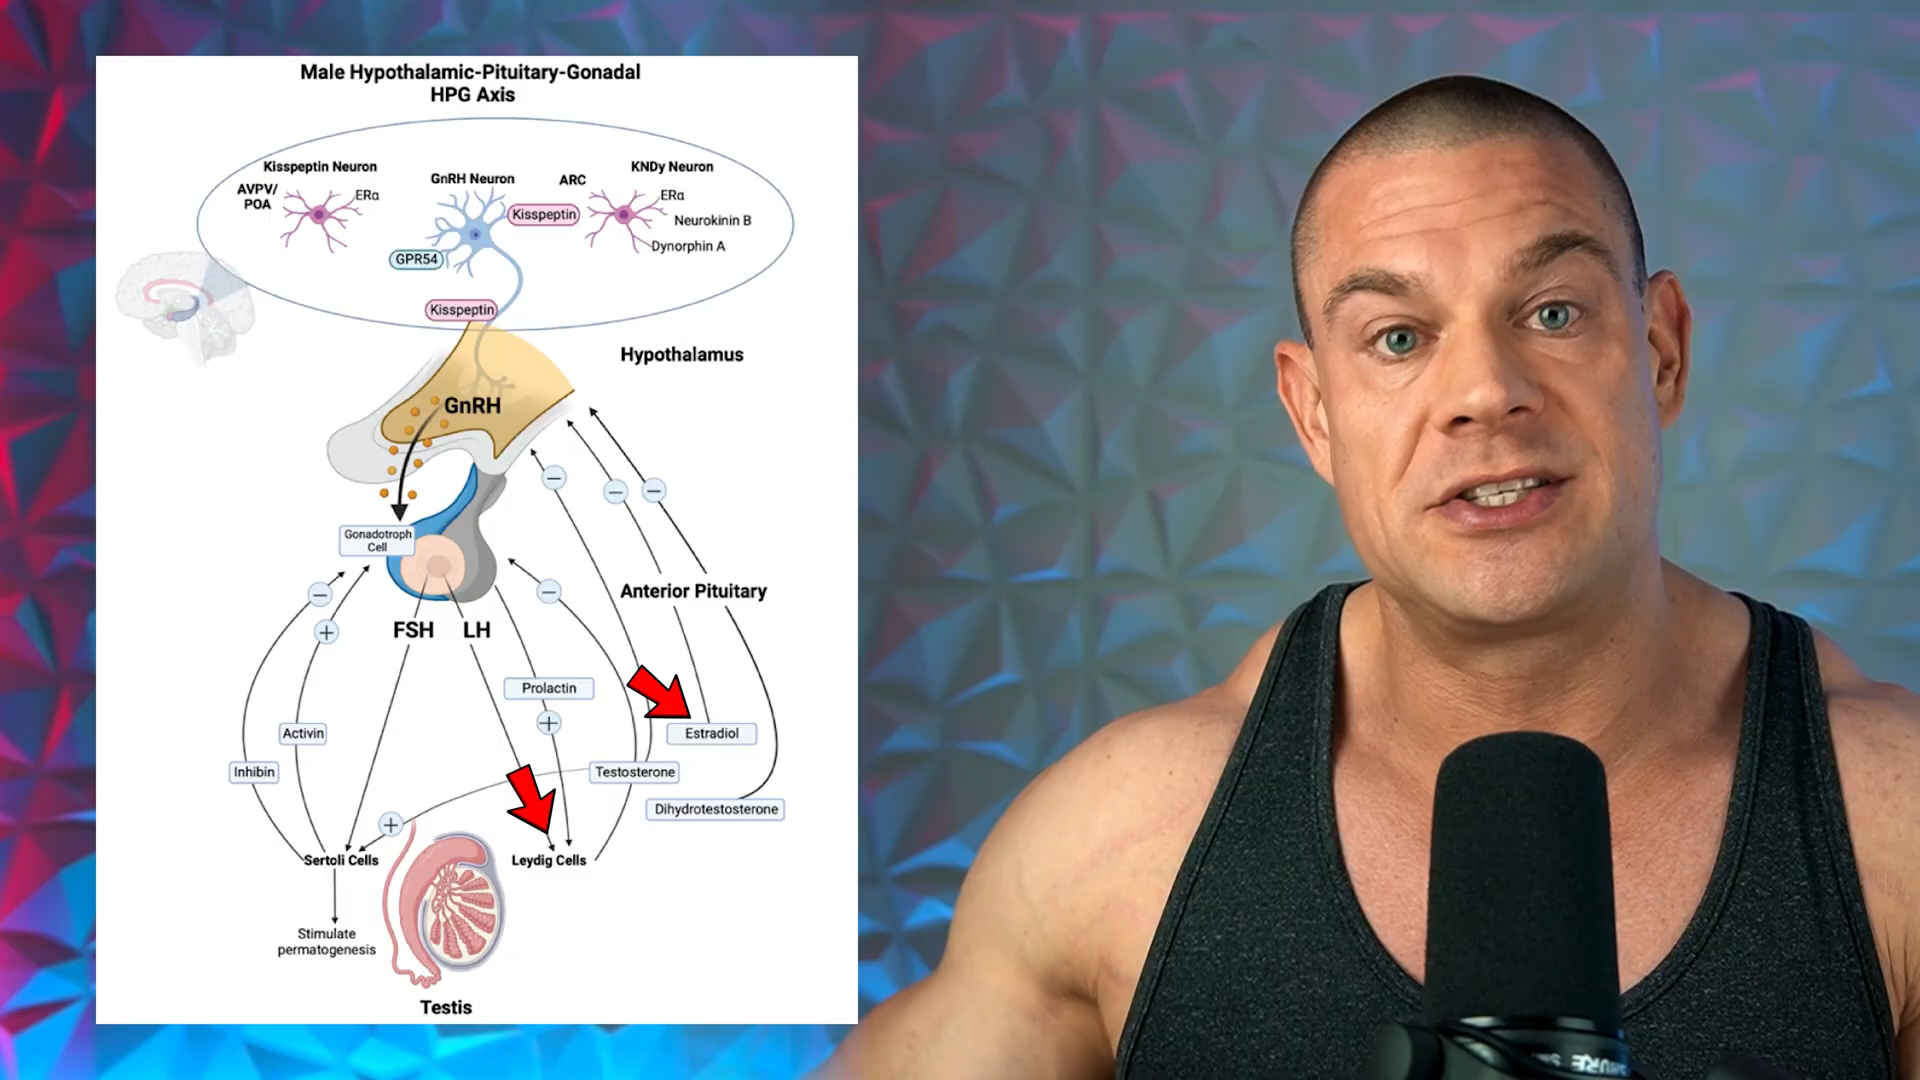 Male Hypothalamic-Pituitary-Gonadal
HPG Axis
Kisspeptin Neuron
KNDy Neuron
GnRH Neuron
ARC
AVPV/
POA
ERα
ERα
Kisspeptin
Neurokinin B
Dynorphin A
GPR54
Kisspeptin
Hypothalamus
GnRH
Gonadotroph
Cell
Anterior Pituitary
FSH
LH
Prolactin
Activin
Estradiol
Inhibin
Testosterone
Dihydrotestosterone
Sertoli Cells
Leydig Cells
Stimulate
permatogenesis
Testis